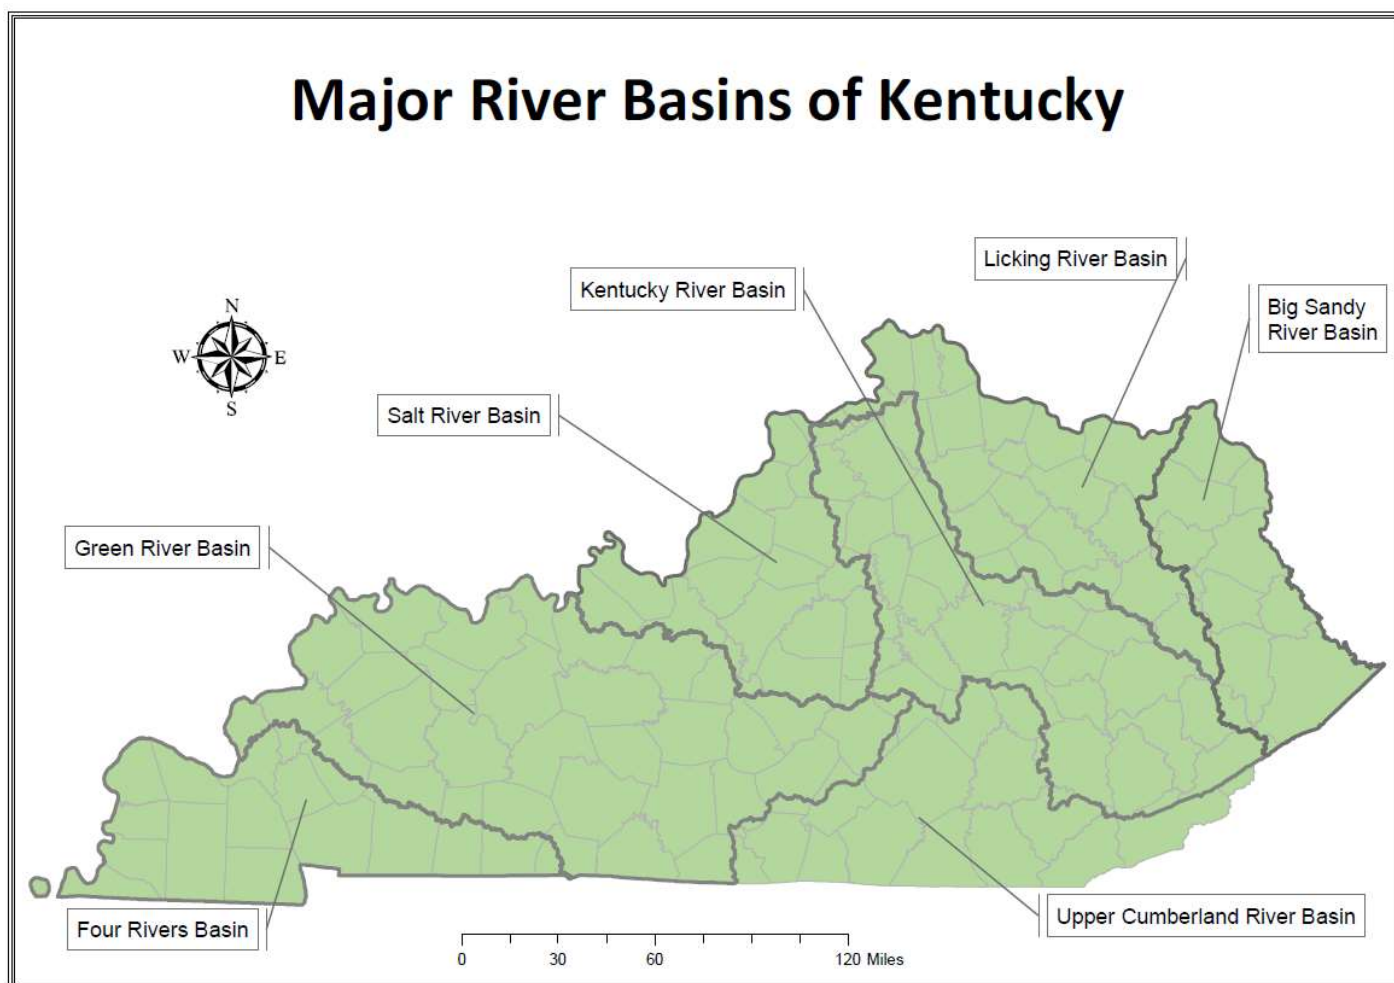 Major River Basins of Kentucky
Licking River Basin
Kentucky River Basin
Big Sandy
River Basin
N
W E
S
Salt River Basin
Green River Basin
Four Rivers Basin
Upper Cumberland River Basin
0 30 60 120 Miles